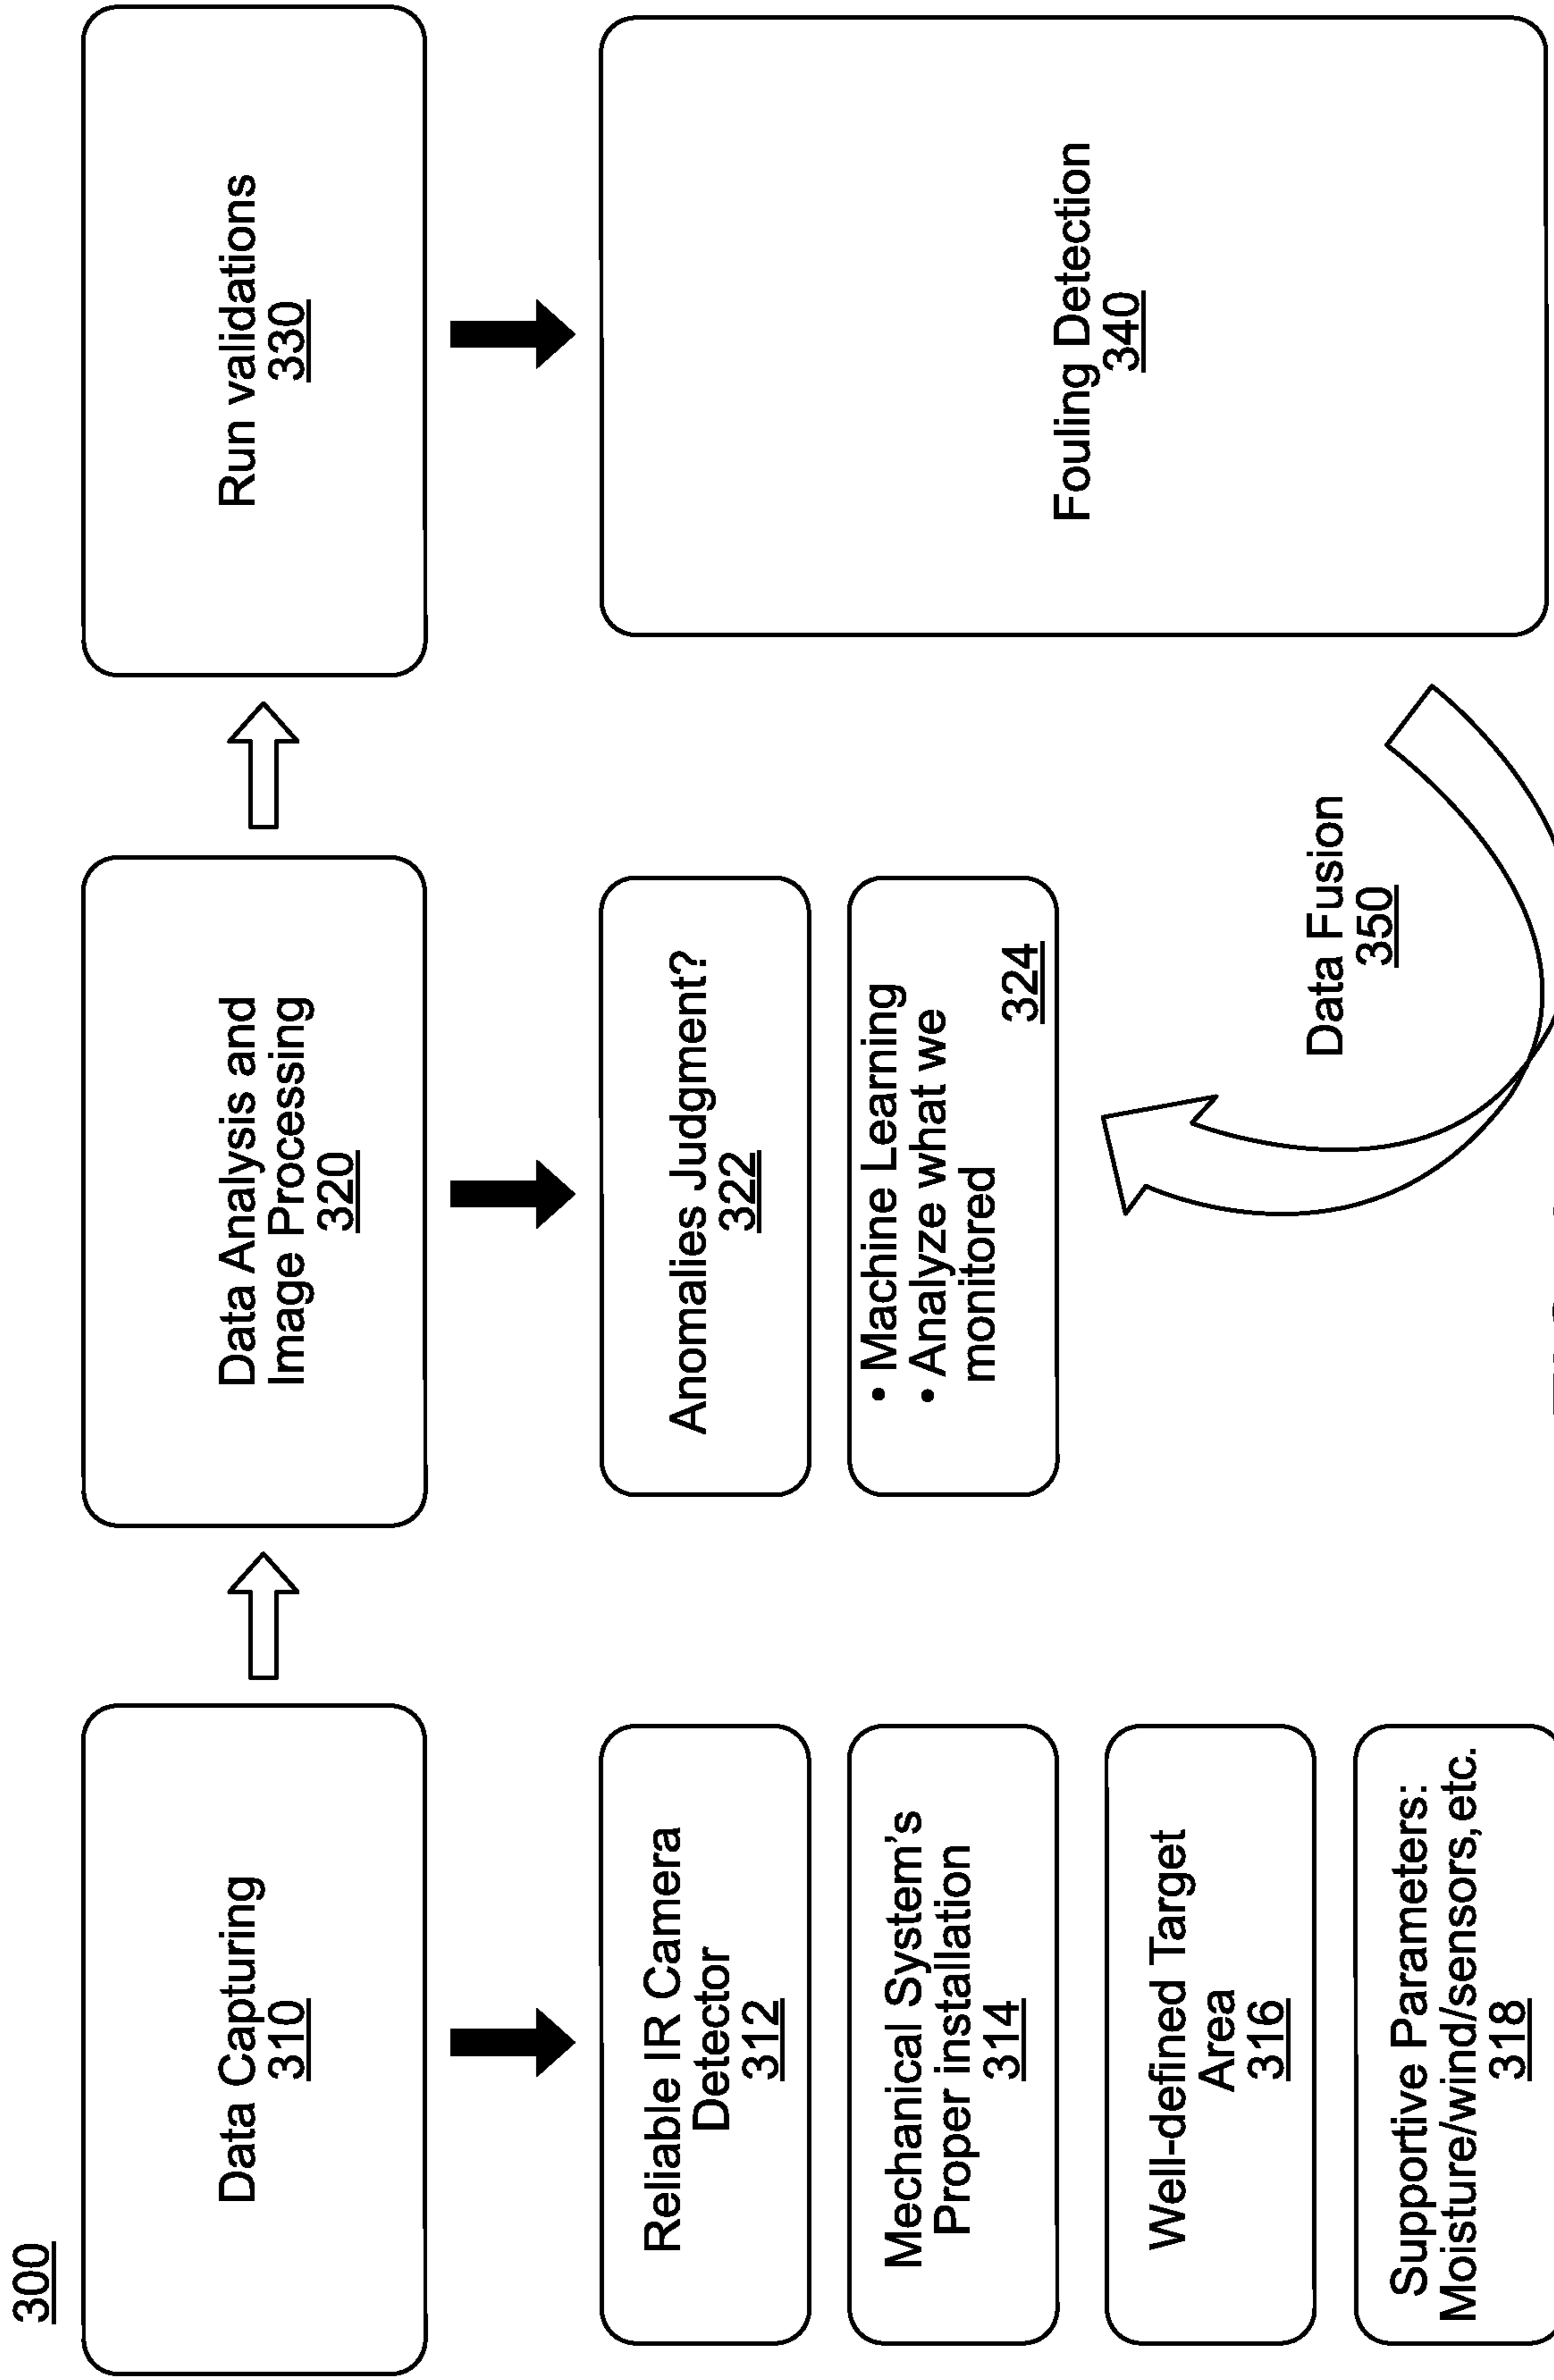 300
Data Capturing
310
Data Analysis and
Image Processing
320
Run validations
330
Reliable IR Camera
Detector
312
Mechanical System's
Proper installation
314
Well-defined Target
Area
316
Supportive Parameters:
Moisture/wind/sensors,etc.
318
Anomalies Judgment?
322
• Machine Learning
• Analyze what we
monitored
324
Fouling Detection
340
Data Fusion
350